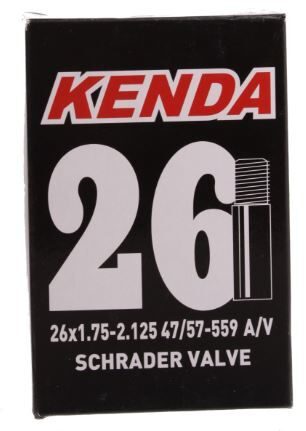 KENDA
26
26x1.75-2.125 47/57-559 A/V
SCHRADER VALVE